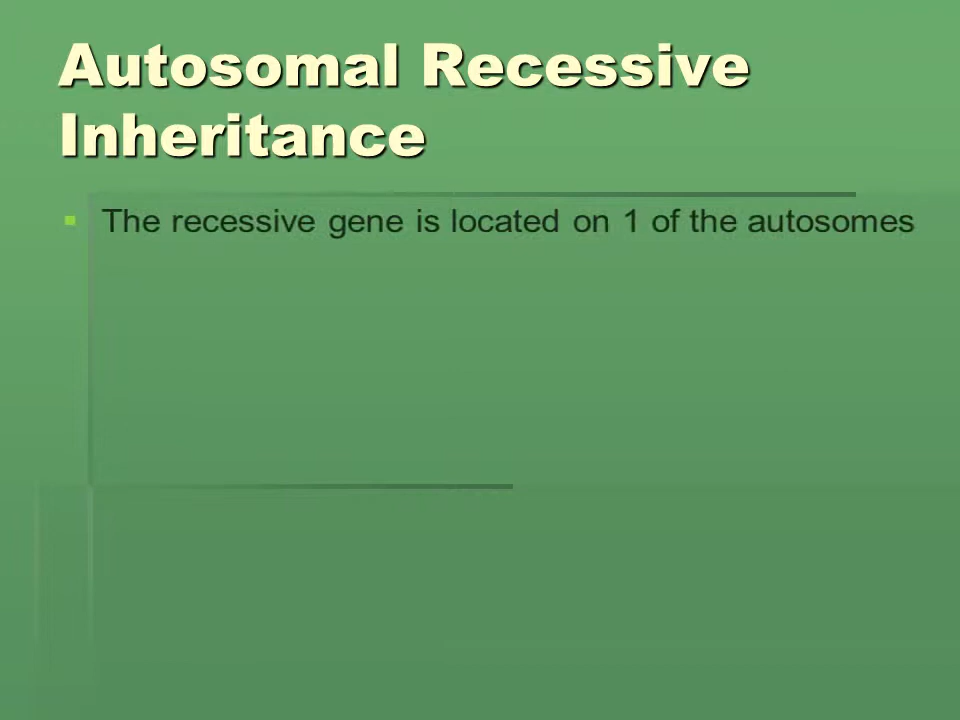 Autosomal Recessive
Inheritance
The recessive gene is located on 1 of the autosomes